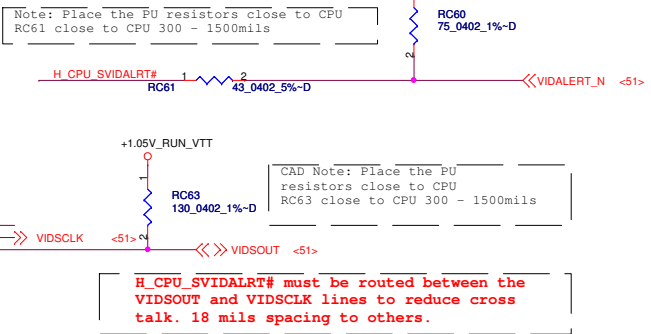 Note: Place the PU resistors close to CPU
RC61 close to CPU 300 - 1500mils
RC60
75_0402_1%~D
2
H_CPU_SVIDALRT#
1
2
RC61
43_0402_5%~D
VIDALERT_N <51>
+1.05V_RUN_VTT
1
RC63
130_0402_1%~D
2
CAD Note: Place the PU
resistors close to CPU
RC63 close to CPU 300 - 1500mils
VIDSCLK <51>
VIDSOUT <51>
H_CPU_SVIDALRT# must be routed between the
VIDSOUT and VIDSCLK lines to reduce cross
talk. 18 mils spacing to others.